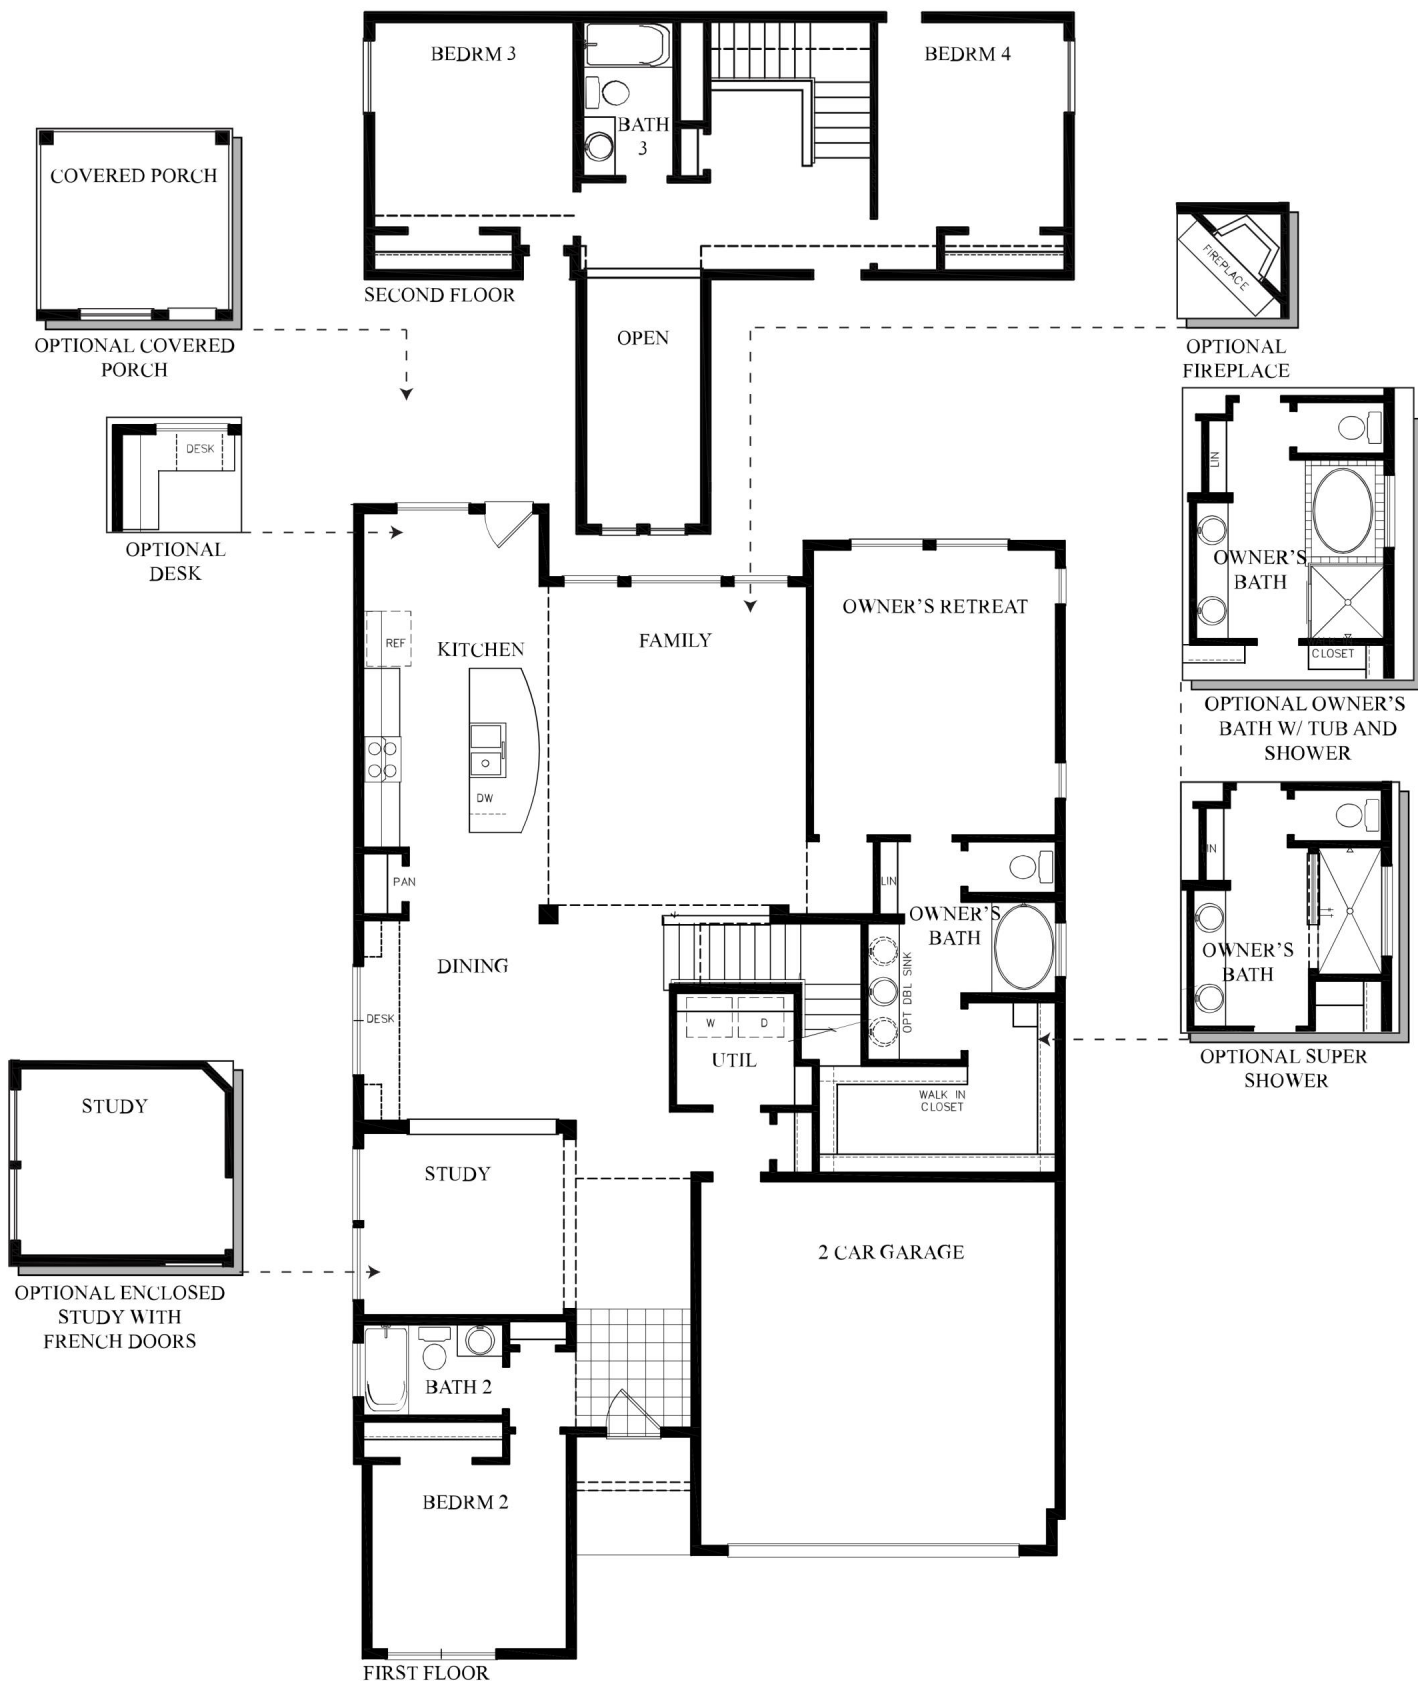 BEDRM 3
BEDRM 4
BATH
3
COVERED PORCH
SECOND FLOOR
OPTIONAL COVERED
PORCH
OPEN
FIREPLACE
OPTIONAL
FIREPLACE
DESK
OPTIONAL
DESK
LIN
OWNER'S
BATH
WALK IN
CLOSET
OPTIONAL OWNER'S
BATH W/ TUB AND
SHOWER
REF
KITCHEN
FAMILY
OWNER'S RETREAT
DW
PAN
LIN
OWNER'S
BATH
DINING
OPT DBL SINK
DESK
W
D
UTIL
WALK IN
CLOSET
IN
OWNER'S
BATH
OPTIONAL SUPER
SHOWER
STUDY
OPTIONAL ENCLOSED
STUDY WITH
FRENCH DOORS
STUDY
2 CAR GARAGE
BATH 2
BEDRM 2
FIRST FLOOR